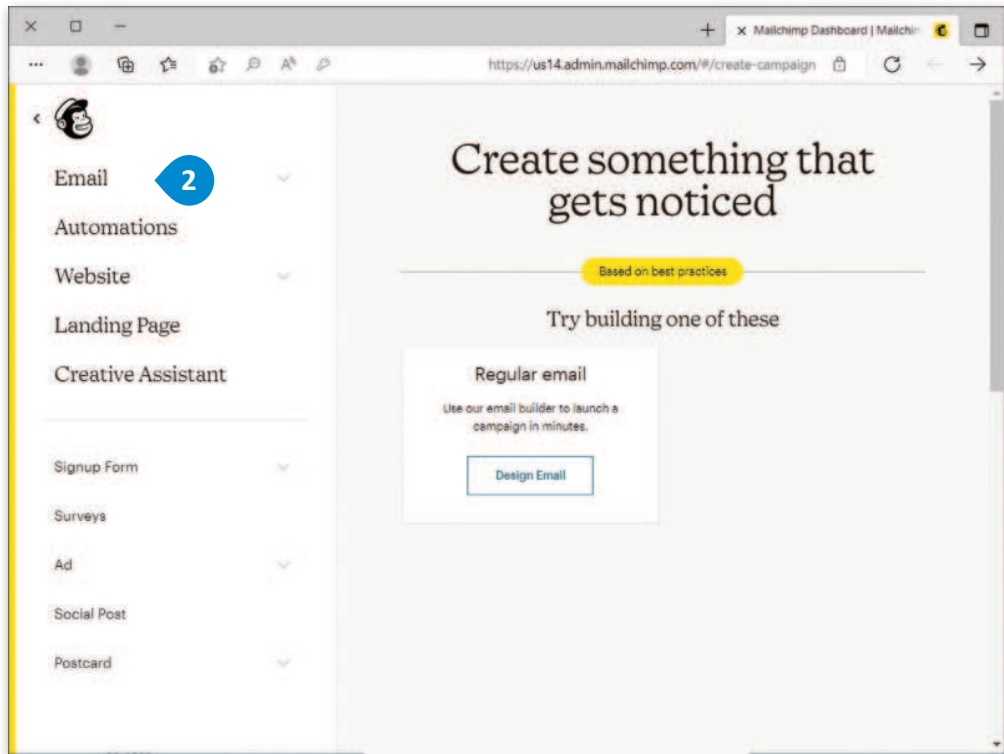 Mailchimp Dashboard | Mailchin
https://us14.admin.mailchimp.com/#/create-campaign
Email
2
Automations
Website
Landing Page
Creative Assistant
Signup Form
Surveys
Ad
Social Post
Postcard
Create something that
gets noticed
Based on best practices
Try building one of these
Regular email
Use our email builder to launch a
campaign in minutes.
Design Email